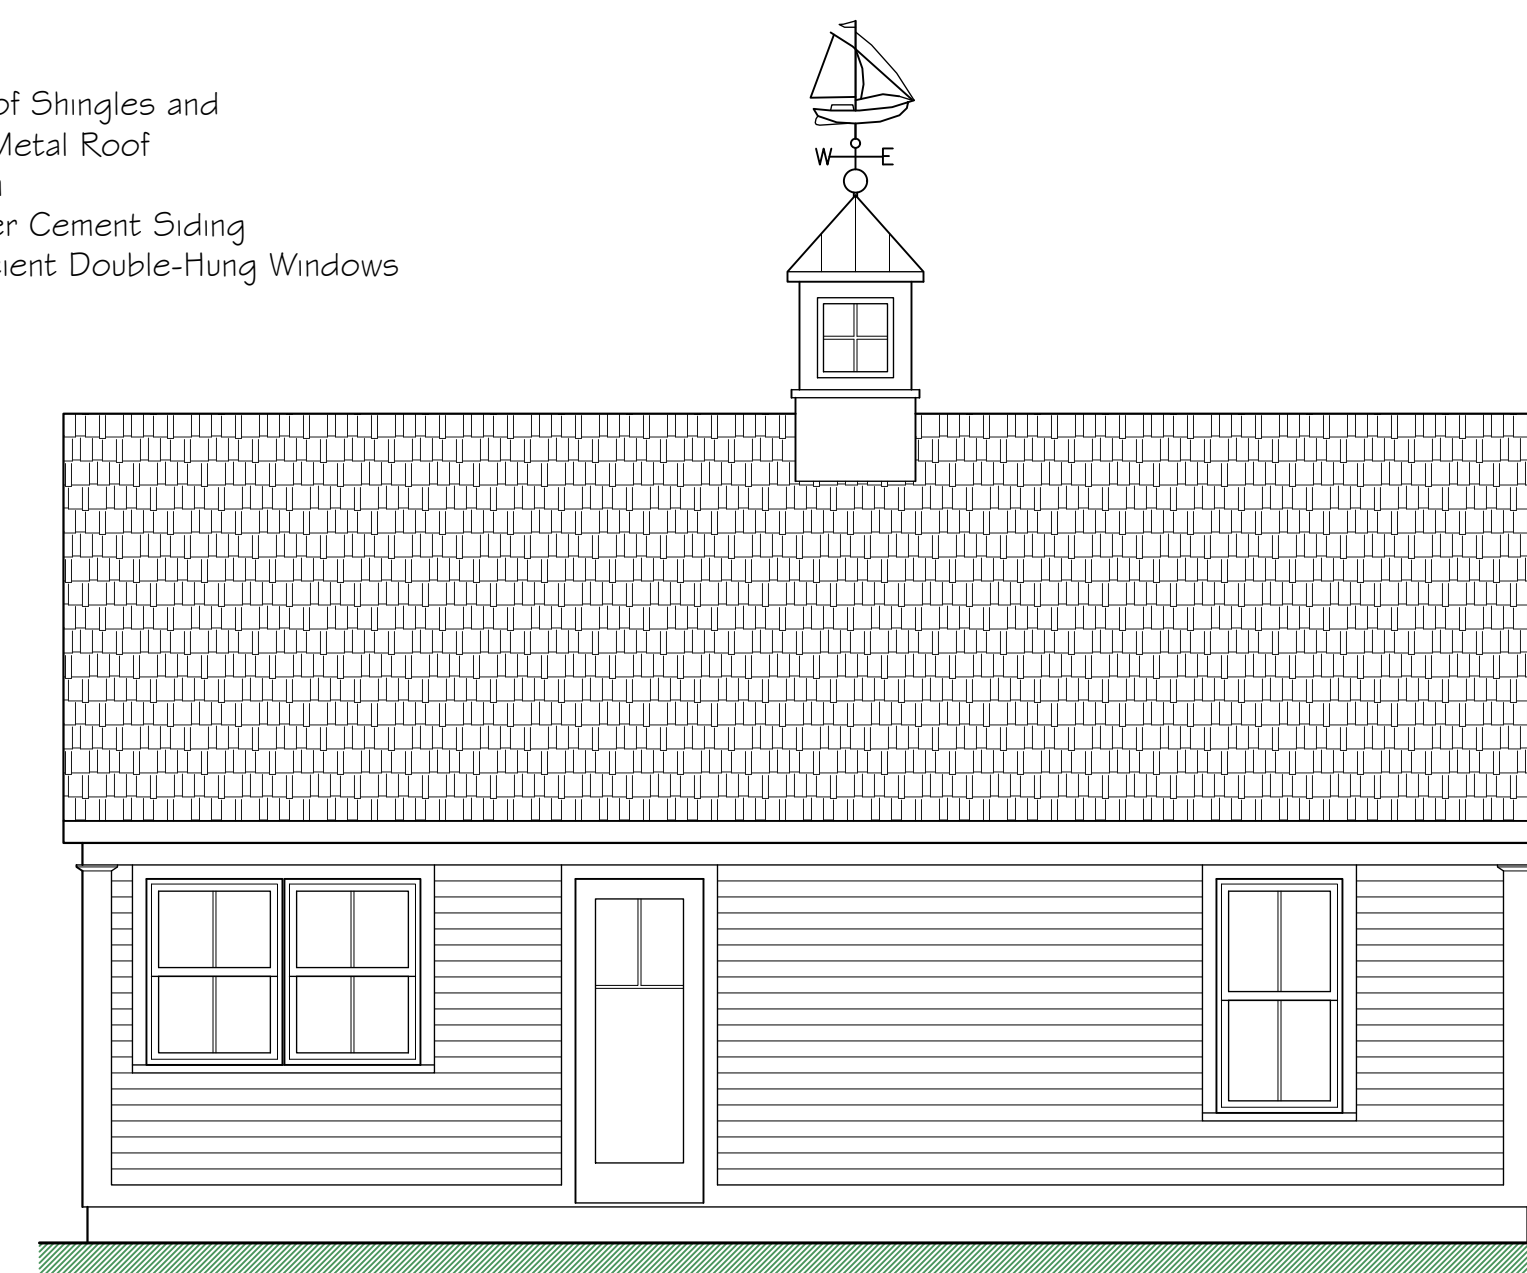 of Shingles and
Metal Roof
er Cement Siding
ient Double-Hung Windows
W E